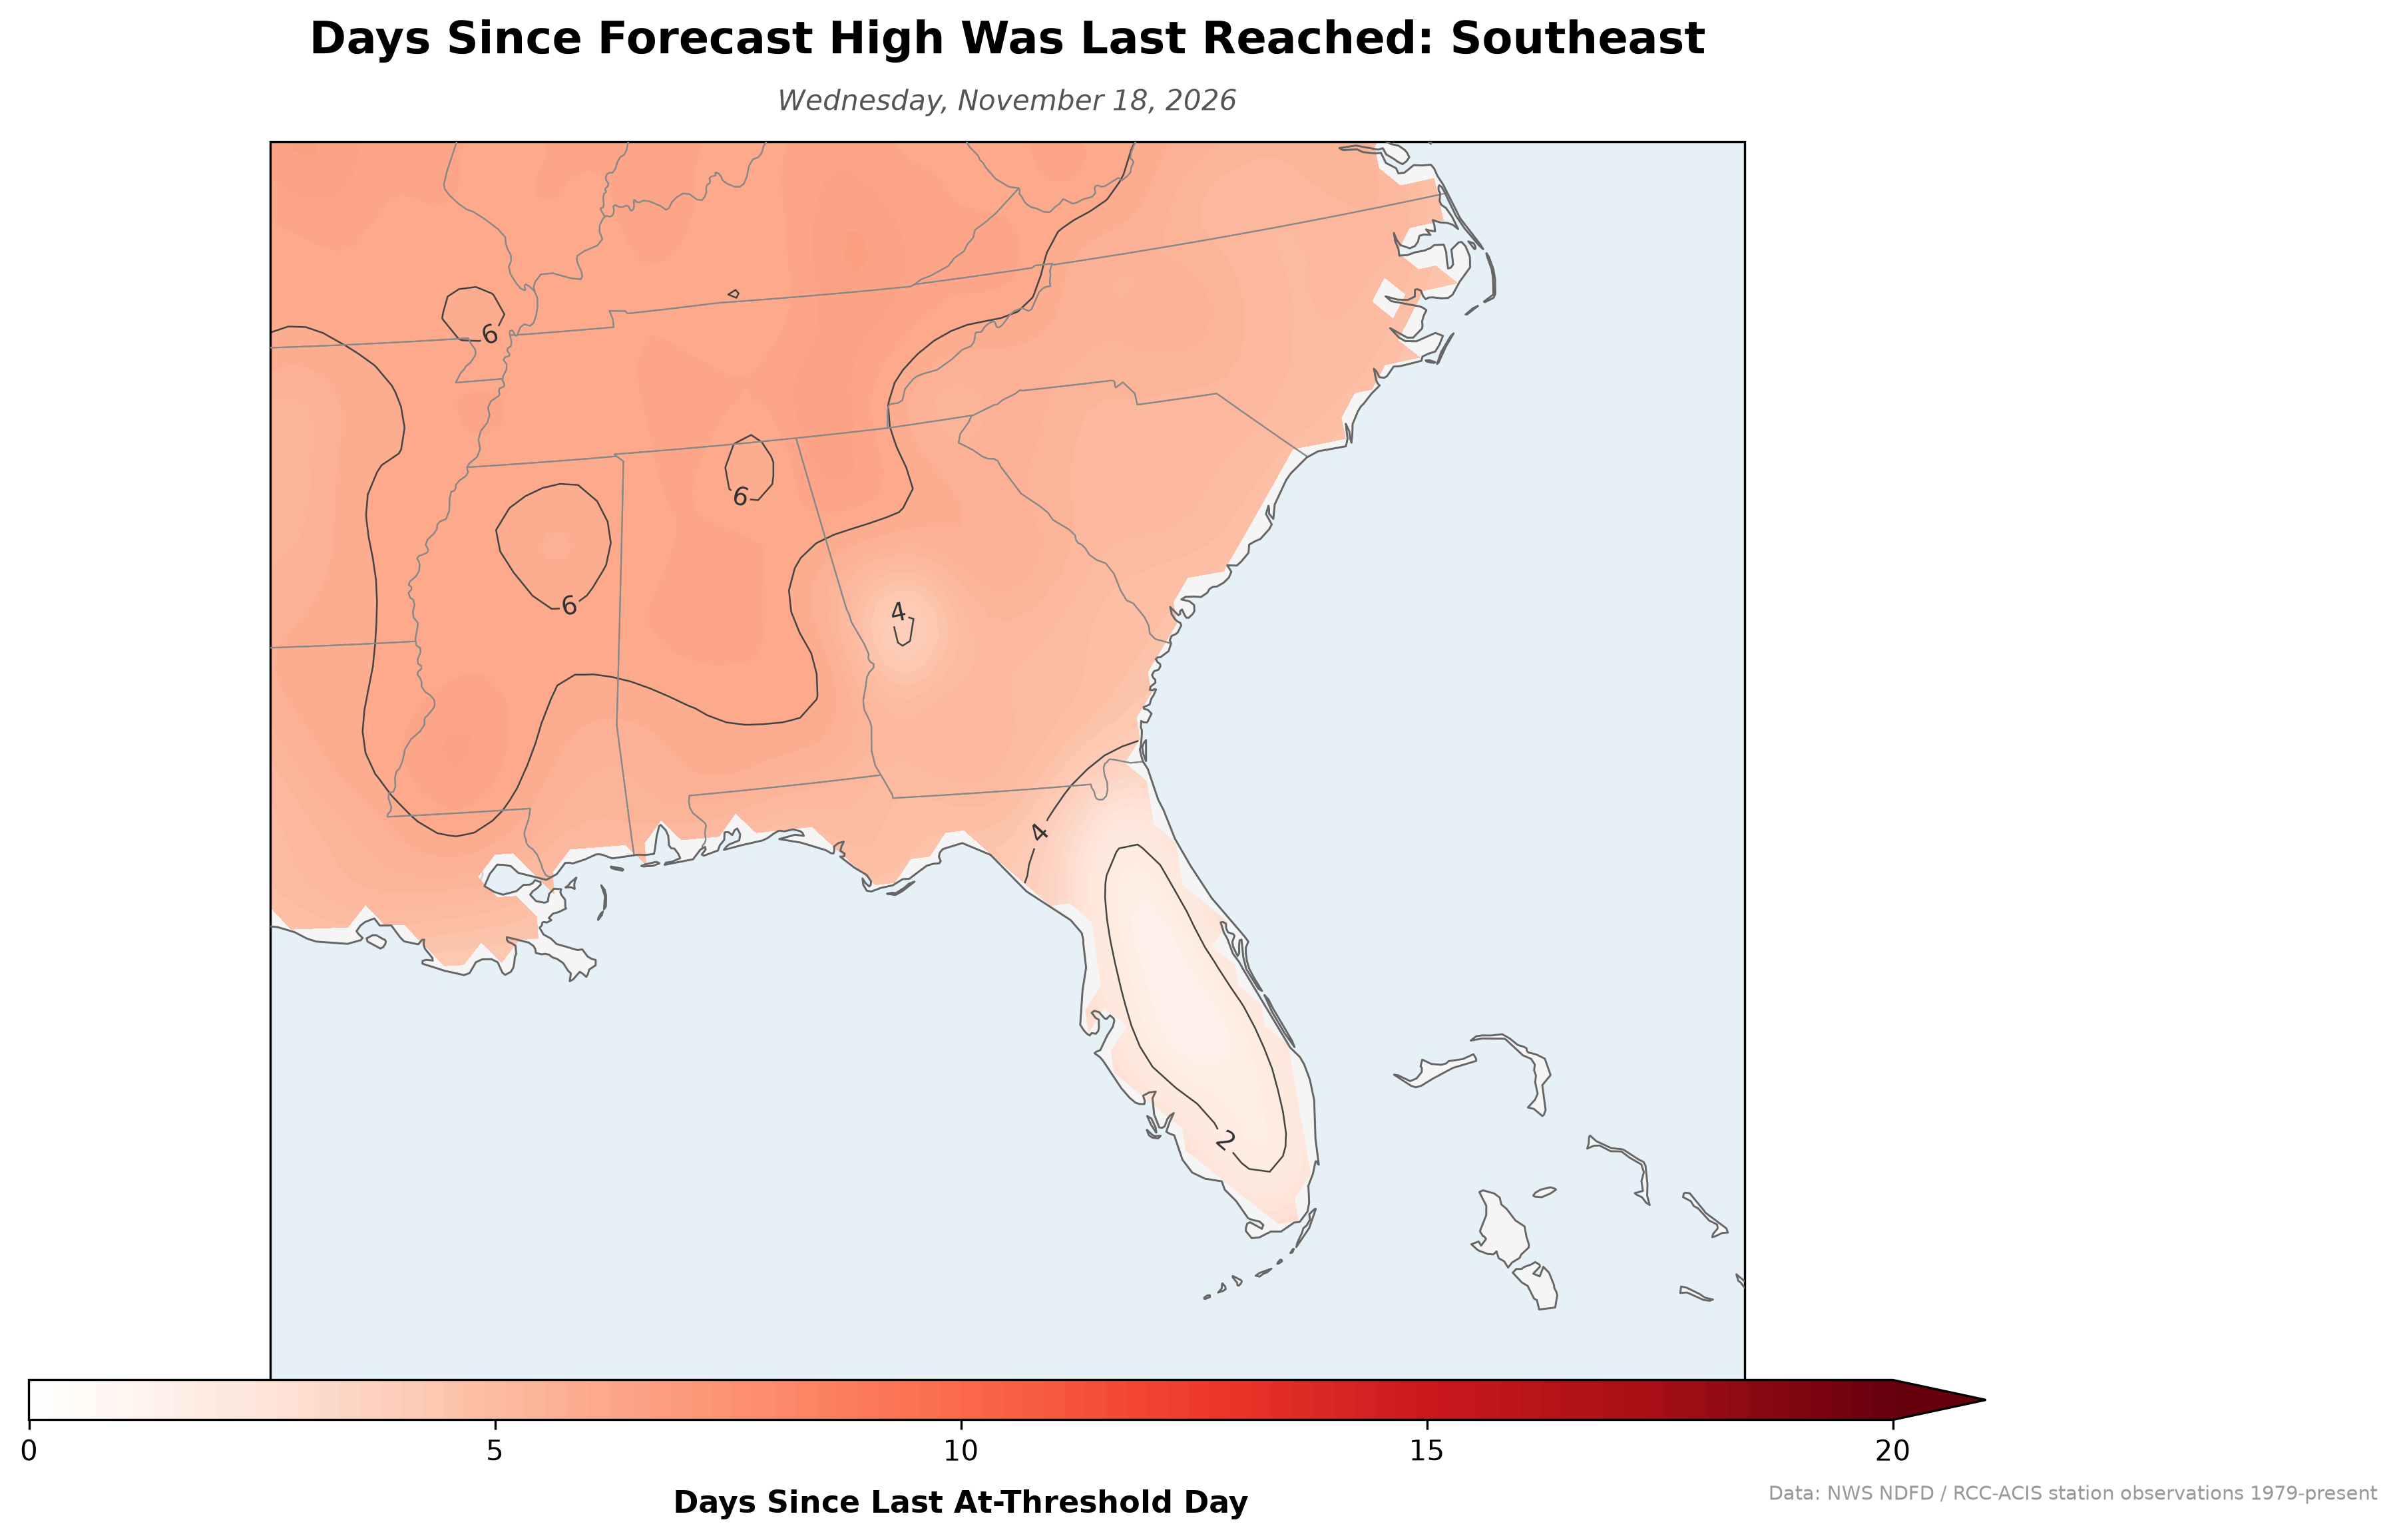 Days Since Forecast High Was Last Reached: Southeast
Wednesday, November 18, 2026
6
6
6
4
4
2
0 5 10 15 20
Days Since Last At-Threshold Day
Data: NWS NDFD / RCC-ACIS station observations 1979-present